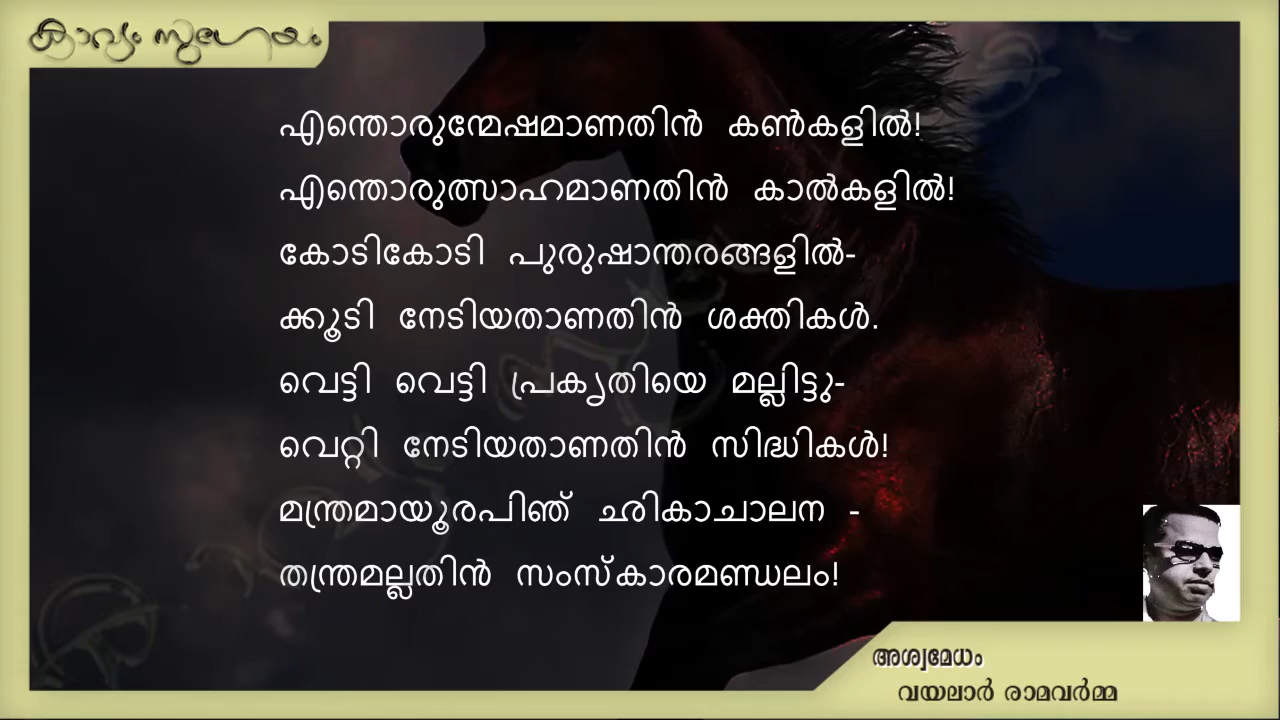 കാവ്യം സുഗേയം
എന്തൊരുന്മേഷമാണതിൻ കൺകളിൽ!
എന്തൊരുത്സാഹമാണതിൻ കാൽകളിൽ!
കോടികോടി പുരുഷാന്തരങ്ങളിൽ-
ക്കൂടി നേടിയതാണതിൻ ശക്തികൾ.
വെട്ടി വെട്ടി പ്രകൃതിയെ മല്ലിട്ടു-
വെറ്റി നേടിയതാണതിൻ സിദ്ധികൾ!
മന്ത്രമായൂരപിഞ് ഛികാചാലന -
തന്ത്രമല്ലതിൻ സംസ്കാരമണ്ഡലം!
അശ്വമേധം
വയലാർ രാമവർമ്മ